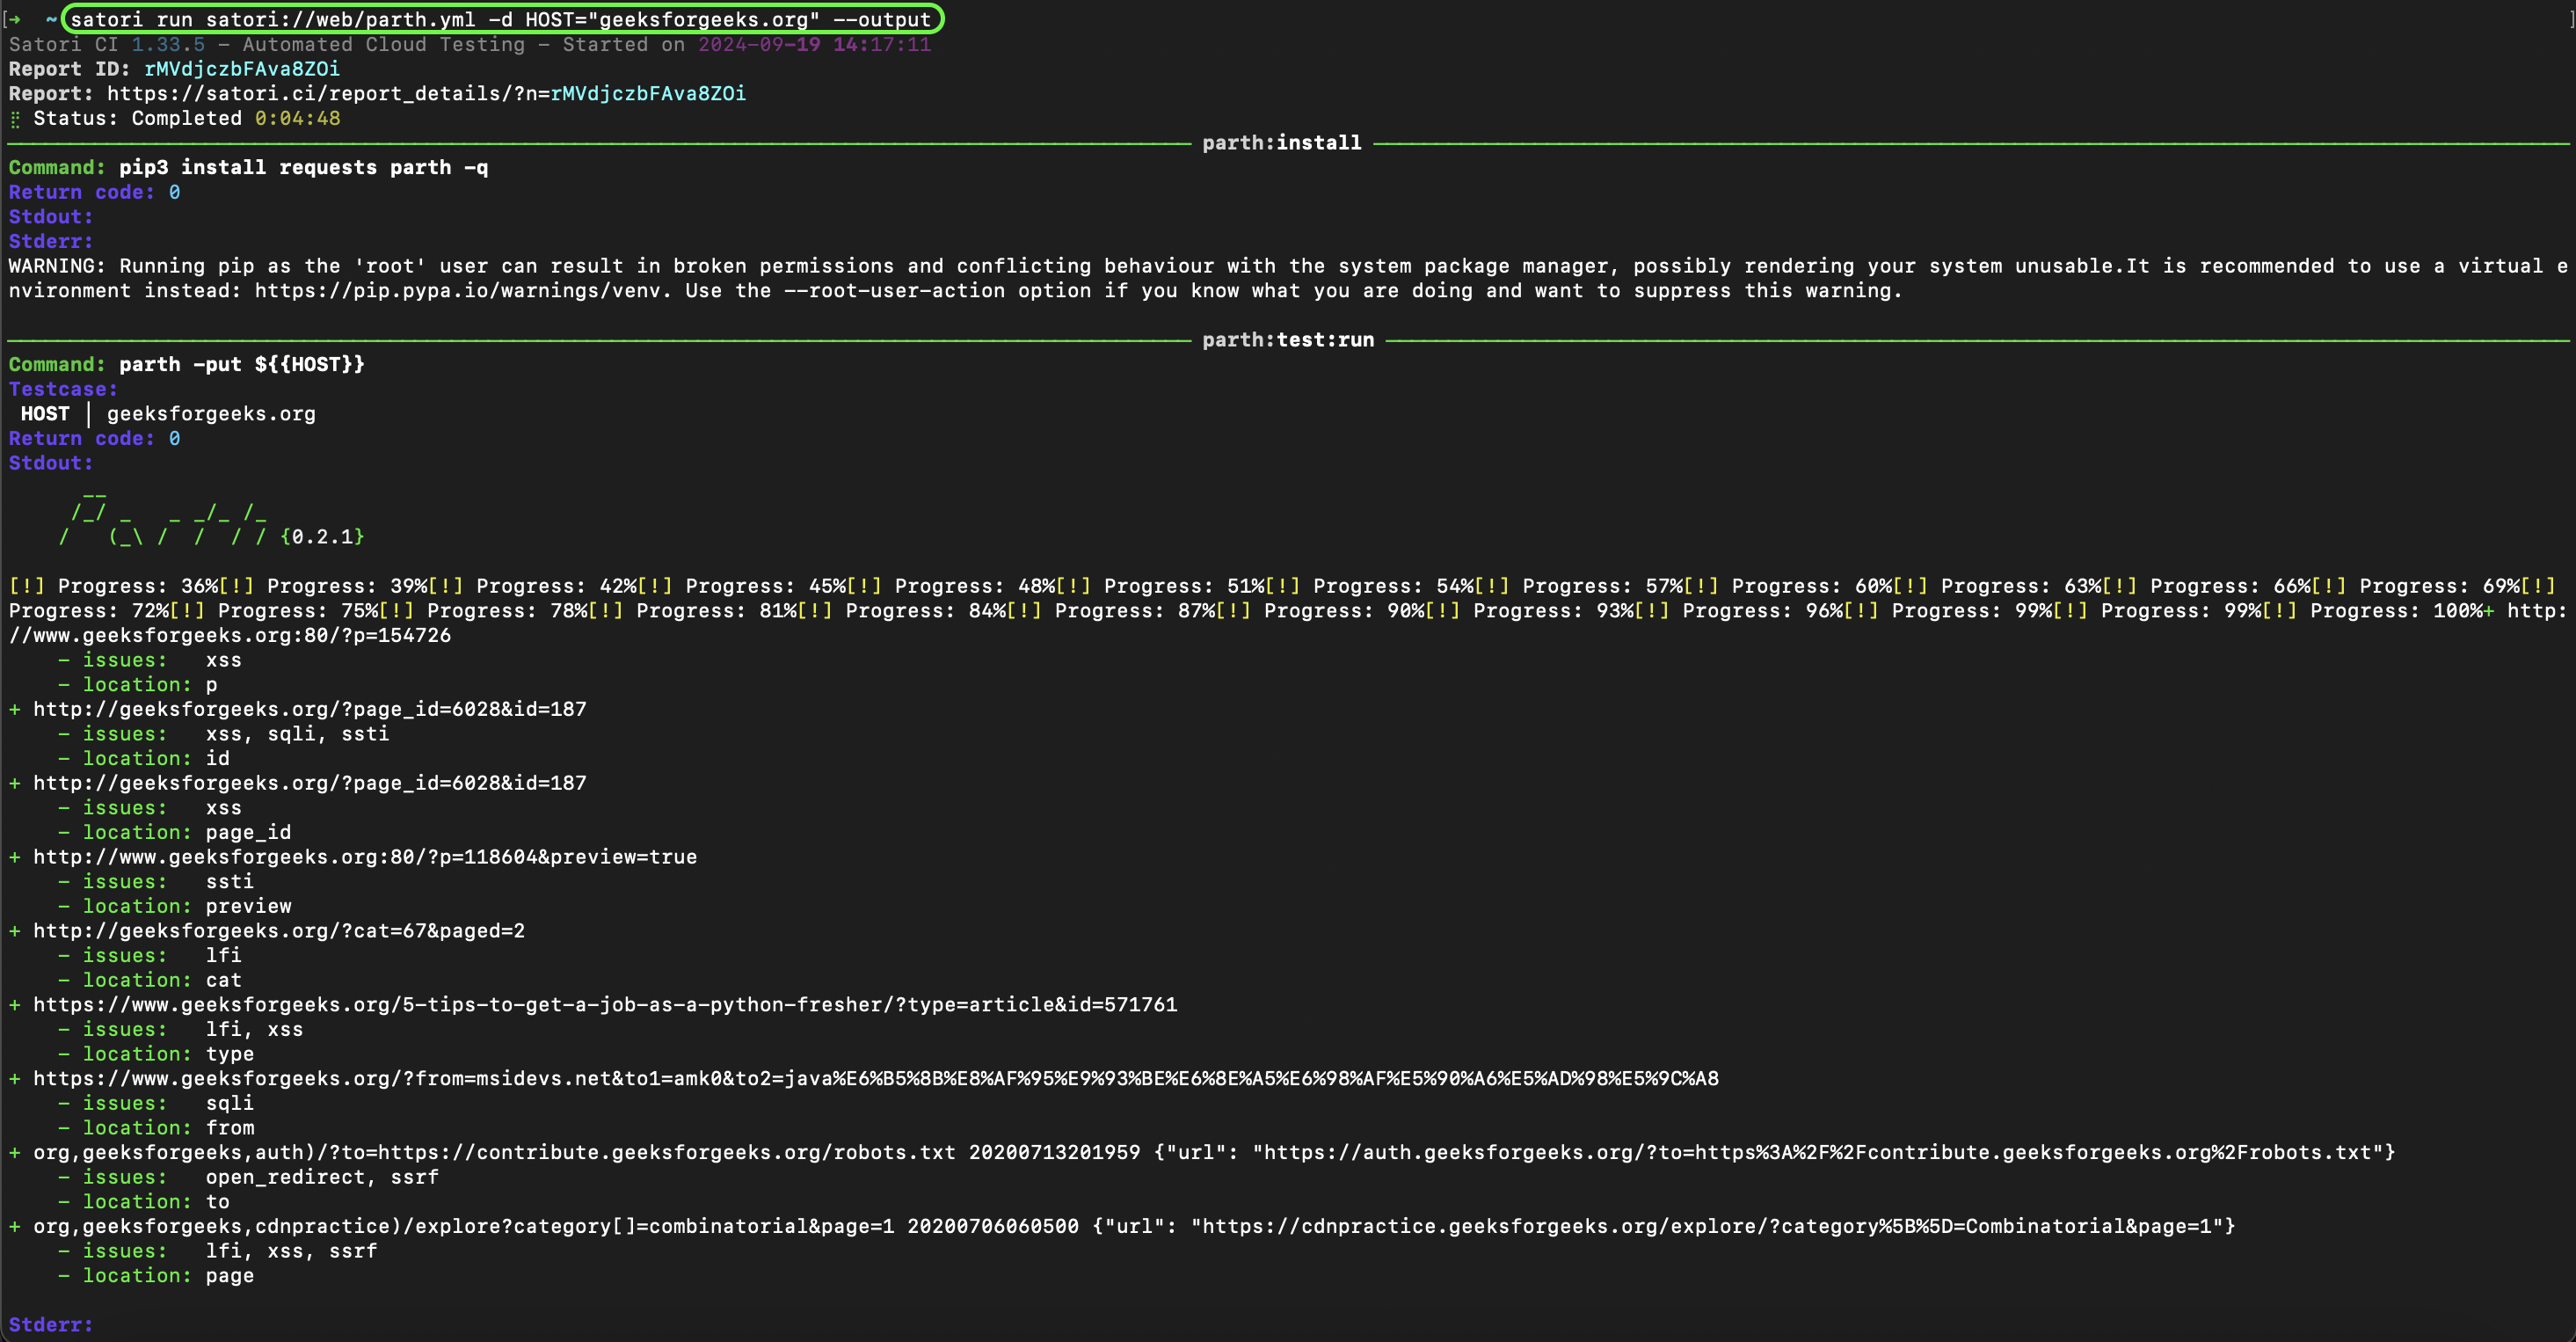 [➜  ~ satori run satori://web/parth.yml -d HOST="geeksforgeeks.org" --output ]
Satori CI 1.33.5 - Automated Cloud Testing - Started on 2024-09-19 14:17:11
Report ID: rMVdjczbFAva8ZOi
Report: https://satori.ci/report_details/?n=rMVdjczbFAva8ZOi
⣟ Status: Completed 0:04:48
parth:install
Command: pip3 install requests parth -q
Return code: 0
Stdout:
Stderr:
WARNING: Running pip as the 'root' user can result in broken permissions and conflicting behaviour with the system package manager, possibly rendering your system unusable.It is recommended to use a virtual e
nvironment instead: https://pip.pypa.io/warnings/venv. Use the --root-user-action option if you know what you are doing and want to suppress this warning.
parth:test:run
Command: parth -put ${{HOST}}
Testcase:
HOST │ geeksforgeeks.org
Return code: 0
Stdout:
      __
     /_/ _   _ _/_ /_
    /   (_\ /  /  / / {0.2.1}
[!] Progress: 36%[!] Progress: 39%[!] Progress: 42%[!] Progress: 45%[!] Progress: 48%[!] Progress: 51%[!] Progress: 54%[!] Progress: 57%[!] Progress: 60%[!] Progress: 63%[!] Progress: 66%[!] Progress: 69%[!]
Progress: 72%[!] Progress: 75%[!] Progress: 78%[!] Progress: 81%[!] Progress: 84%[!] Progress: 87%[!] Progress: 90%[!] Progress: 93%[!] Progress: 96%[!] Progress: 99%[!] Progress: 99%[!] Progress: 100%+ http:
//www.geeksforgeeks.org:80/?p=154726
    - issues:   xss
    - location: p
+ http://geeksforgeeks.org/?page_id=6028&id=187
    - issues:   xss, sqli, ssti
    - location: id
+ http://geeksforgeeks.org/?page_id=6028&id=187
    - issues:   xss
    - location: page_id
+ http://www.geeksforgeeks.org:80/?p=118604&preview=true
    - issues:   ssti
    - location: preview
+ http://geeksforgeeks.org/?cat=67&paged=2
    - issues:   lfi
    - location: cat
+ https://www.geeksforgeeks.org/5-tips-to-get-a-job-as-a-python-fresher/?type=article&id=571761
    - issues:   lfi, xss
    - location: type
+ https://www.geeksforgeeks.org/?from=msidevs.net&to1=amk0&to2=java%E6%B5%8B%E8%AF%95%E9%93%BE%E6%8E%A5%E6%98%AF%E5%90%A6%E5%AD%98%E5%9C%A8
    - issues:   sqli
    - location: from
+ org,geeksforgeeks,auth)/?to=https://contribute.geeksforgeeks.org/robots.txt 20200713201959 {"url": "https://auth.geeksforgeeks.org/?to=https%3A%2F%2Fcontribute.geeksforgeeks.org%2Frobots.txt"}
    - issues:   open_redirect, ssrf
    - location: to
+ org,geeksforgeeks,cdnpractice)/explore?category[]=combinatorial&page=1 20200706060500 {"url": "https://cdnpractice.geeksforgeeks.org/explore/?category%5B%5D=Combinatorial&page=1"}
    - issues:   lfi, xss, ssrf
    - location: page
Stderr: